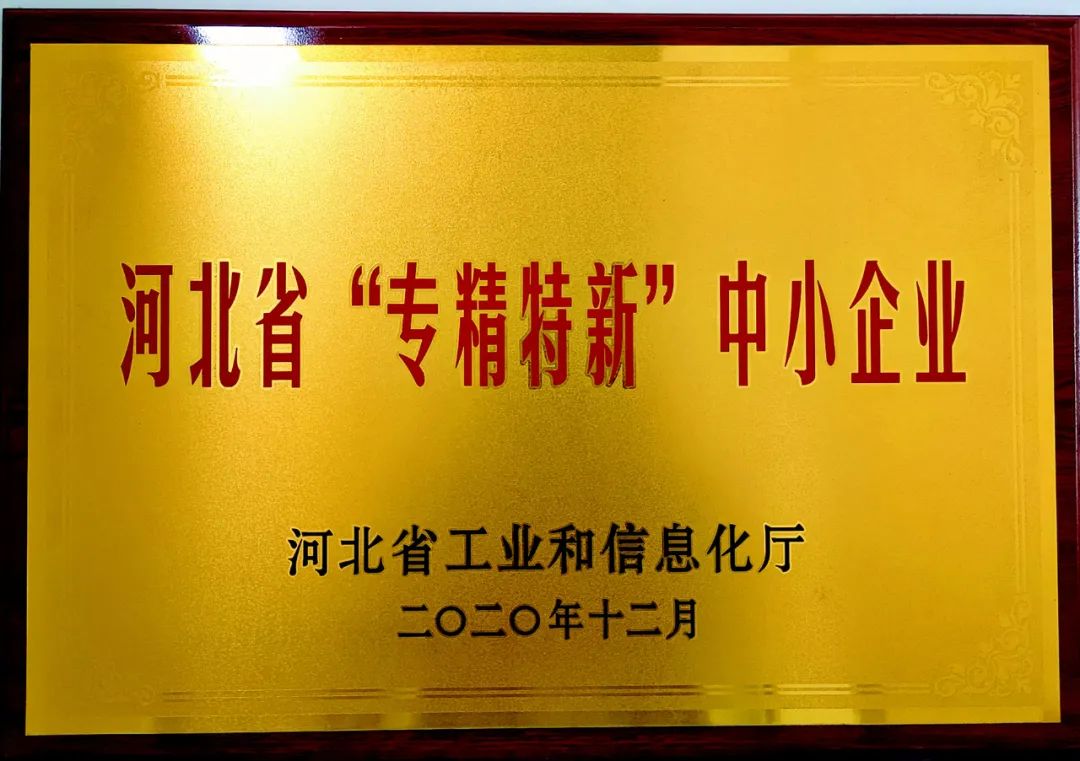 河北省“专精特新”中小企业
河北省工业和信息化厅
二〇二〇年十二月